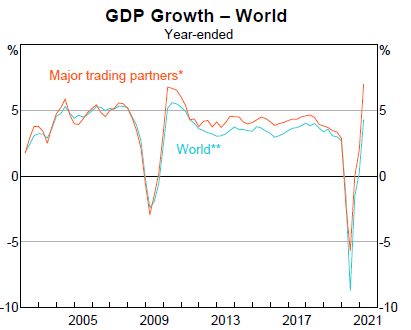 GDP Growth – World
Year-ended
% %
Major trading partners*
5 5
World**
0 0
-5 -5
-10 -10
2005 2009 2013 2017 2021